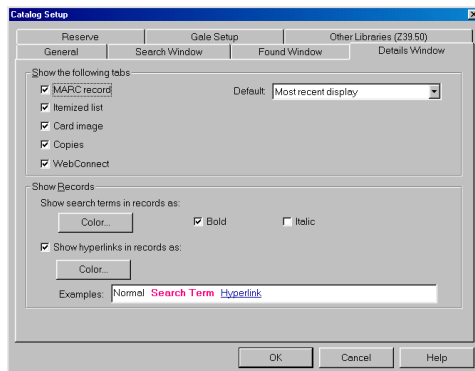 Catalog Setup
Reserve Gale Setup Other Libraries (Z39.50)
General Search Window Found Window Details Window
Show the following tabs
MARC record Default: Most recent display
Itemized list
Card image
Copies
WebConnect
Show Records
Show search terms in records as:
Color... Bold Italic
Show hyperlinks in records as:
Color...
Examples: Normal Search Term Hyperlink
OK Cancel Help